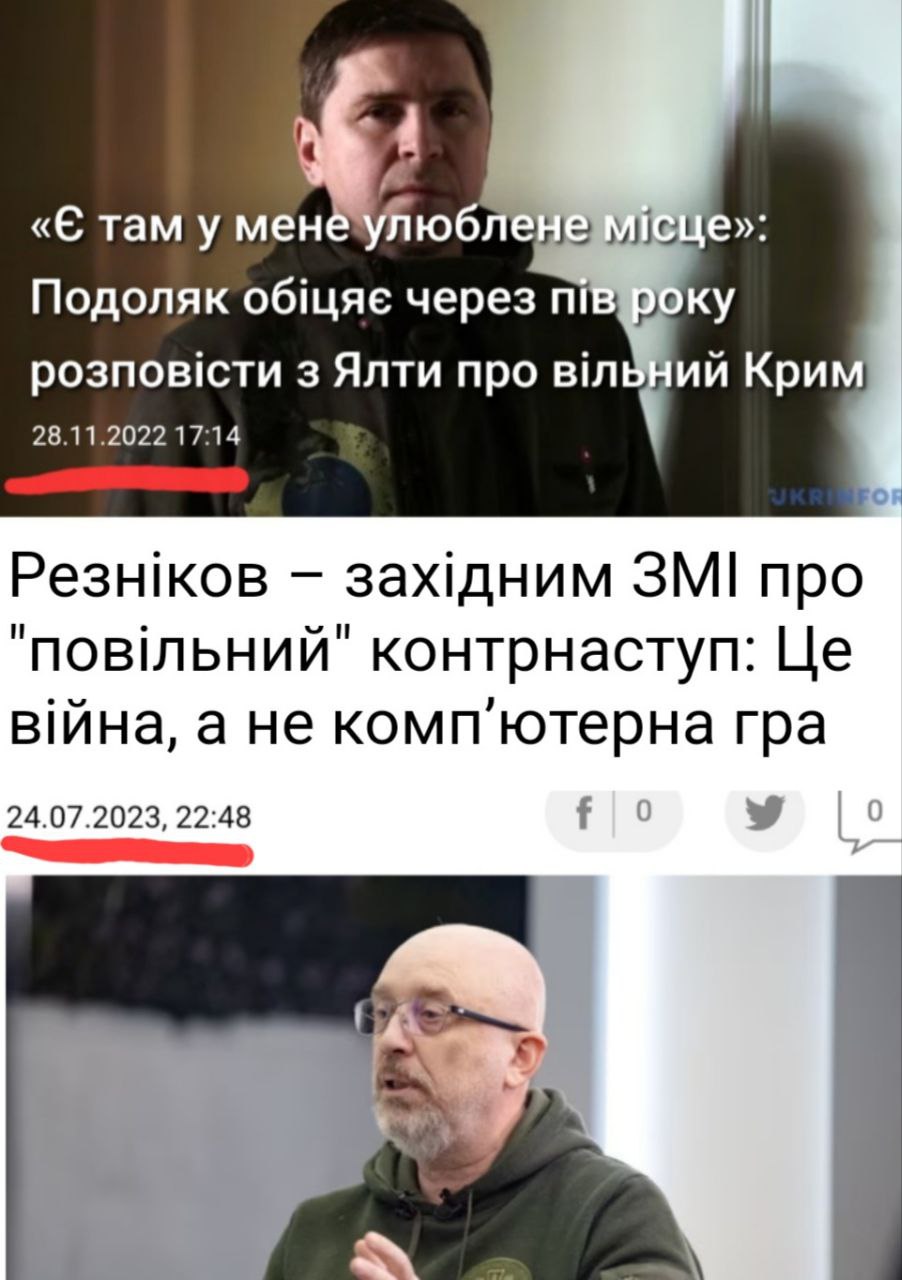 «Є там у мене улюблене місце»:
Подоляк обіцяє через пів року
розповісти з Ялти про вільний Крим
28.11.2022 17:14
UKRINFOR
Резніков – західним ЗМІ про
"повільний" контрнаступ: Це
війна, а не комп’ютерна гра
24.07.2023, 22:48
f 0
0